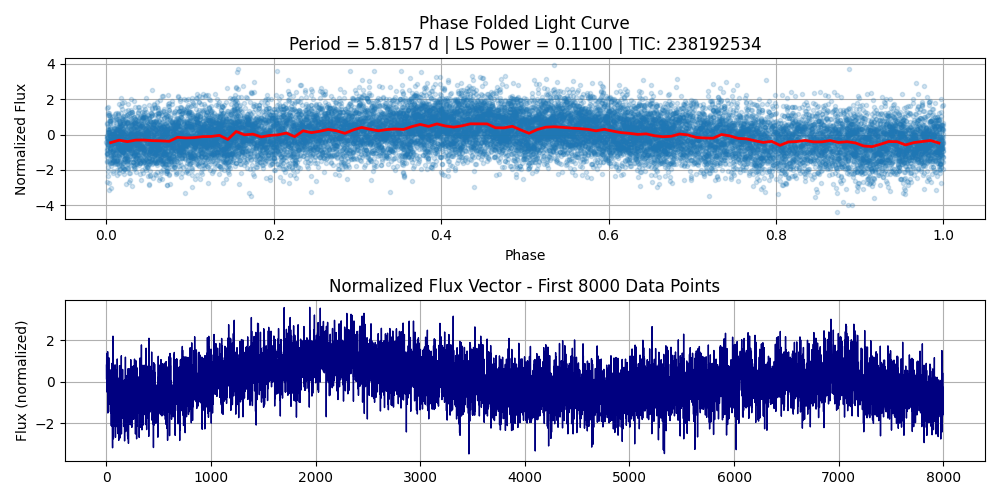 Phase Folded Light Curve
Period = 5.8157 d | LS Power = 0.1100 | TIC: 238192534
Normalized Flux
4
2
0
−2
−4
0.0 0.2 0.4 0.6 0.8 1.0
Phase
Normalized Flux Vector - First 8000 Data Points
Flux (normalized)
2
0
−2
0 1000 2000 3000 4000 5000 6000 7000 8000